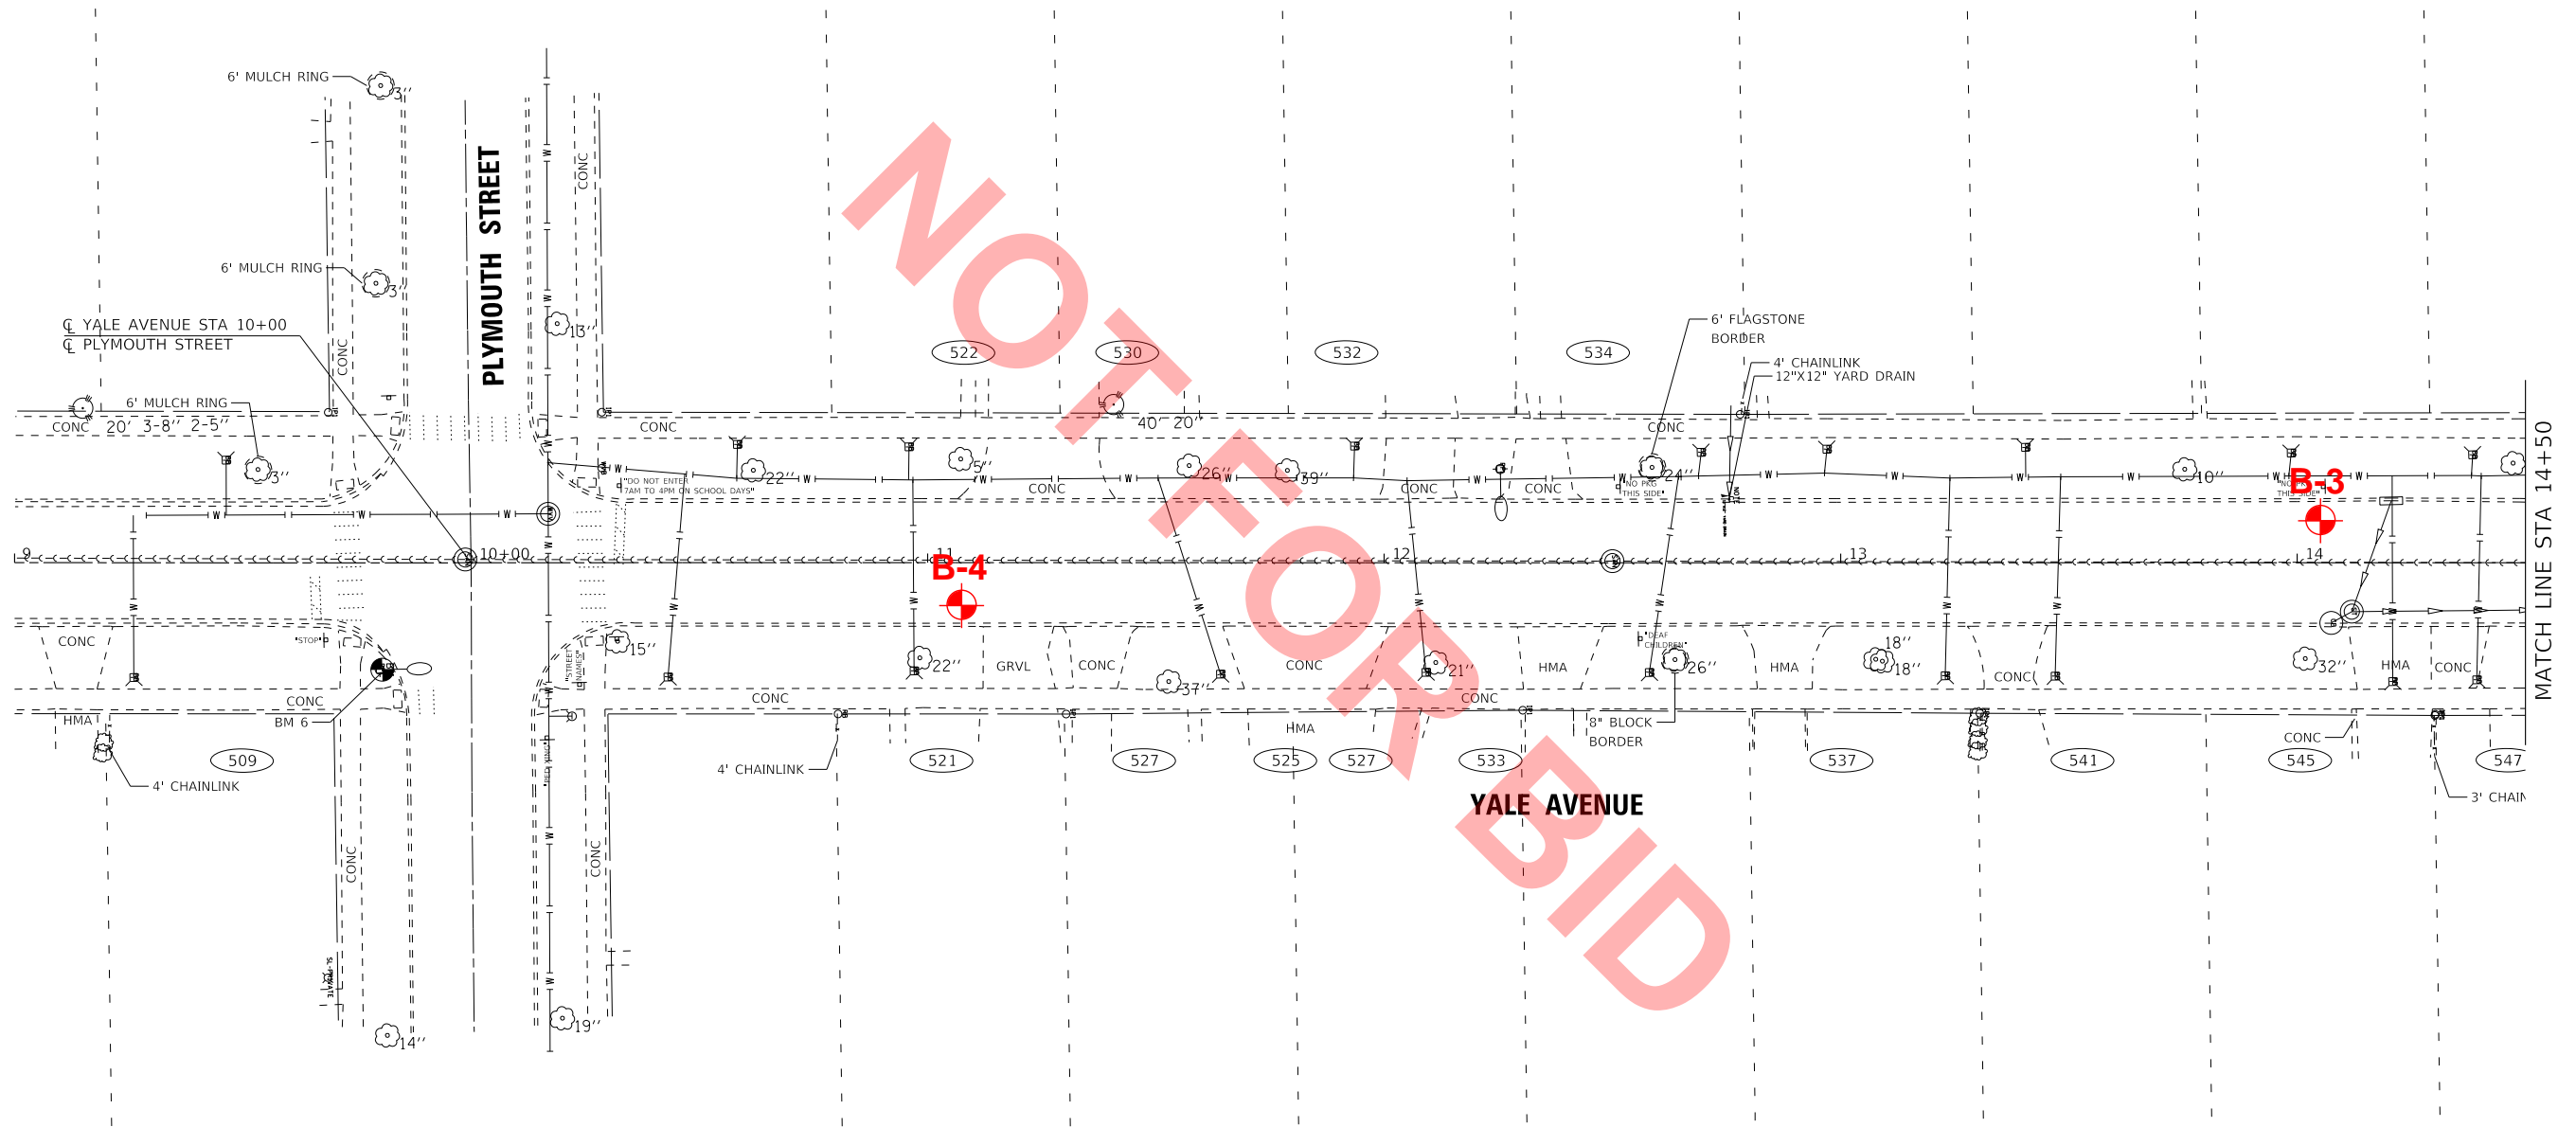 6' MULCH RING
3''
6' MULCH RING
3''
℄ YALE AVENUE STA 10+00
℄ PLYMOUTH STREET
6' MULCH RING
3''
CONC
20' 3-8'' 2-5''
CONC
PLYMOUTH STREET
CONC
13''
522
530
532
534
6' FLAGSTONE
BORDER
4' CHAINLINK
12"X12" YARD DRAIN
CONC
40' 20'
CONC
"DO NOT ENTER
7AM TO 4PM ON SCHOOL DAYS"
22''
5''
CONC
26''
39''
CONC
CONC
24''
"NO PKG
THIS SIDE"
10''
"NO PKG
THIS SIDE"
B-3
MATCH LINE STA 14+50
9
10+00
11
12
13
14
B-4
CONC
"STOP"
CONC
BM 6
HMA
509
4' CHAINLINK
"STREET
NAMES"
15''
CONC
22''
GRVL
CONC
37''
CONC
21''
CONC
HMA
"DEAF
CHILDREN"
26''
HMA
18''
18''
CONC
32''
HMA
CONC
HMA
8" BLOCK
BORDER
CONC
4' CHAINLINK
521
527
525
527
533
537
541
545
547
3' CHAIN
YALE AVENUE
CONC
CONC
14''
19''
NOT FOR BID